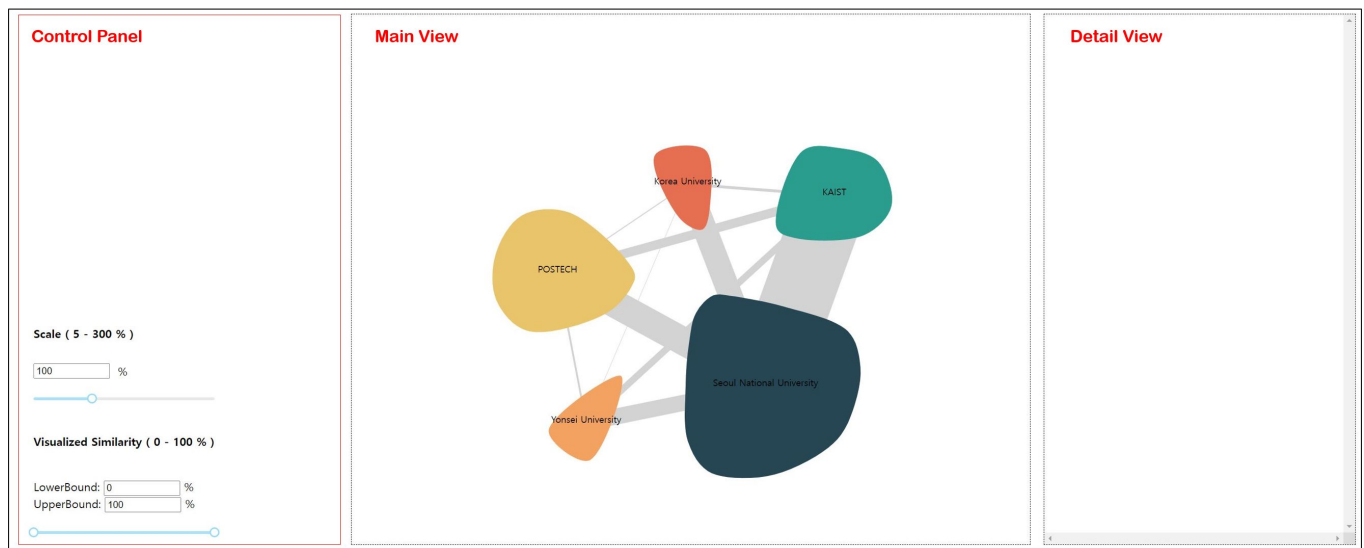 Control Panel
Main View
Detail View
Korea University
KAIST
POSTECH
Seoul National University
Yonsei University
Scale ( 5 - 300 % )
100 %
Visualized Similarity ( 0 - 100 % )
LowerBound: 0 %
UpperBound: 100 %